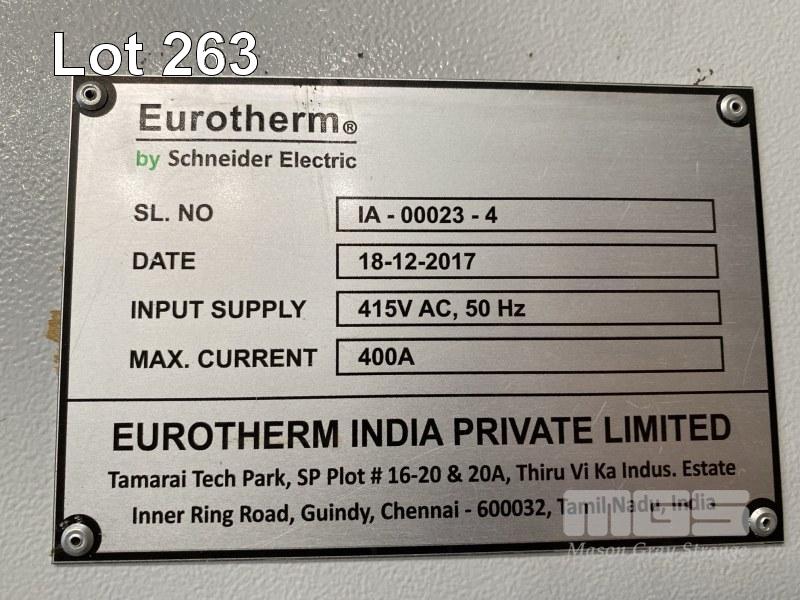 Lot 263
Eurotherm®
by Schneider Electric
SL. NO IA - 00023 - 4
DATE 18-12-2017
INPUT SUPPLY 415V AC, 50 Hz
MAX. CURRENT 400A
EUROTHERM INDIA PRIVATE LIMITED
Tamarai Tech Park, SP Plot # 16-20 & 20A, Thiru Vi Ka Indus. Estate
Inner Ring Road, Guindy, Chennai - 600032, Tamil Nadu, India
MGS
Mason Gray Strange